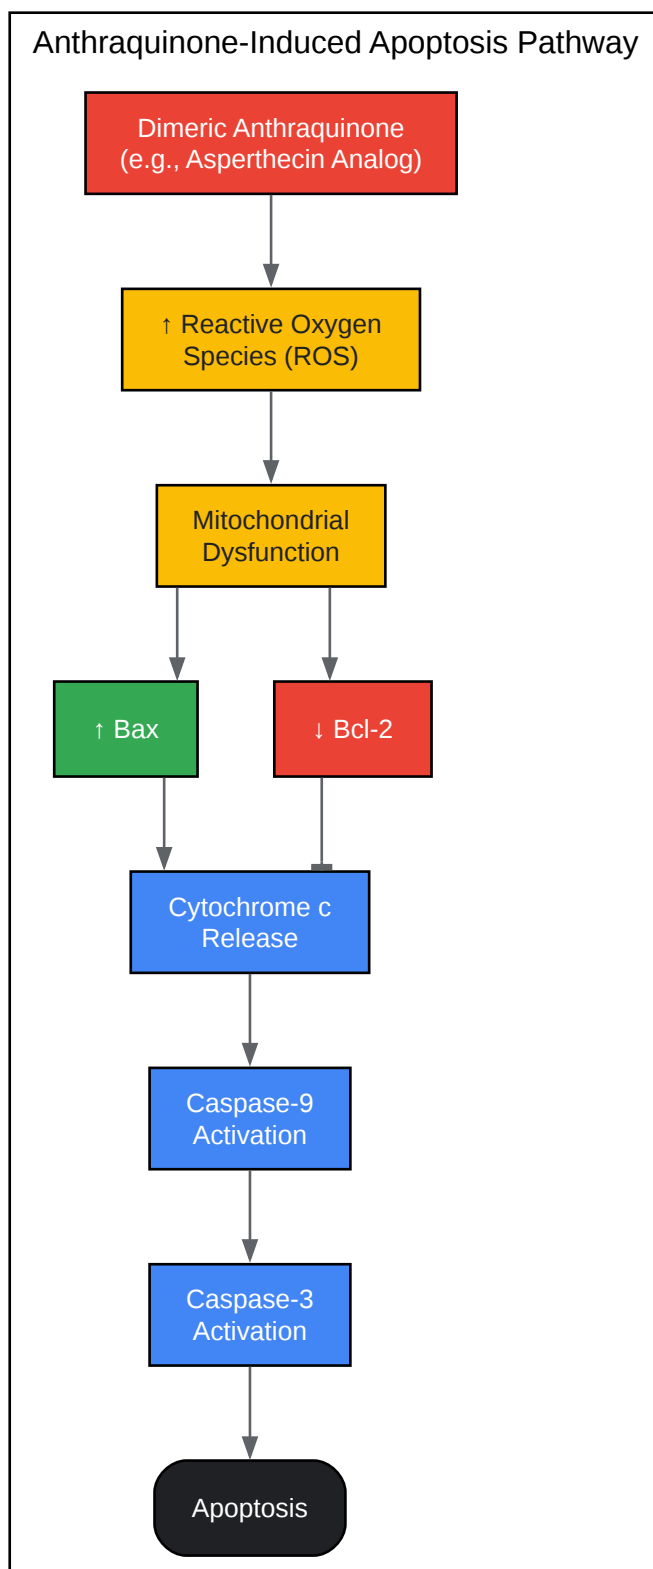 Anthraquinone-Induced Apoptosis Pathway
Dimeric Anthraquinone
(e.g., Asperthecin Analog)
↑ Reactive Oxygen
Species (ROS)
Mitochondrial
Dysfunction
↑ Bax
↓ Bcl-2
Cytochrome c
Release
Caspase-9
Activation
Caspase-3
Activation
Apoptosis